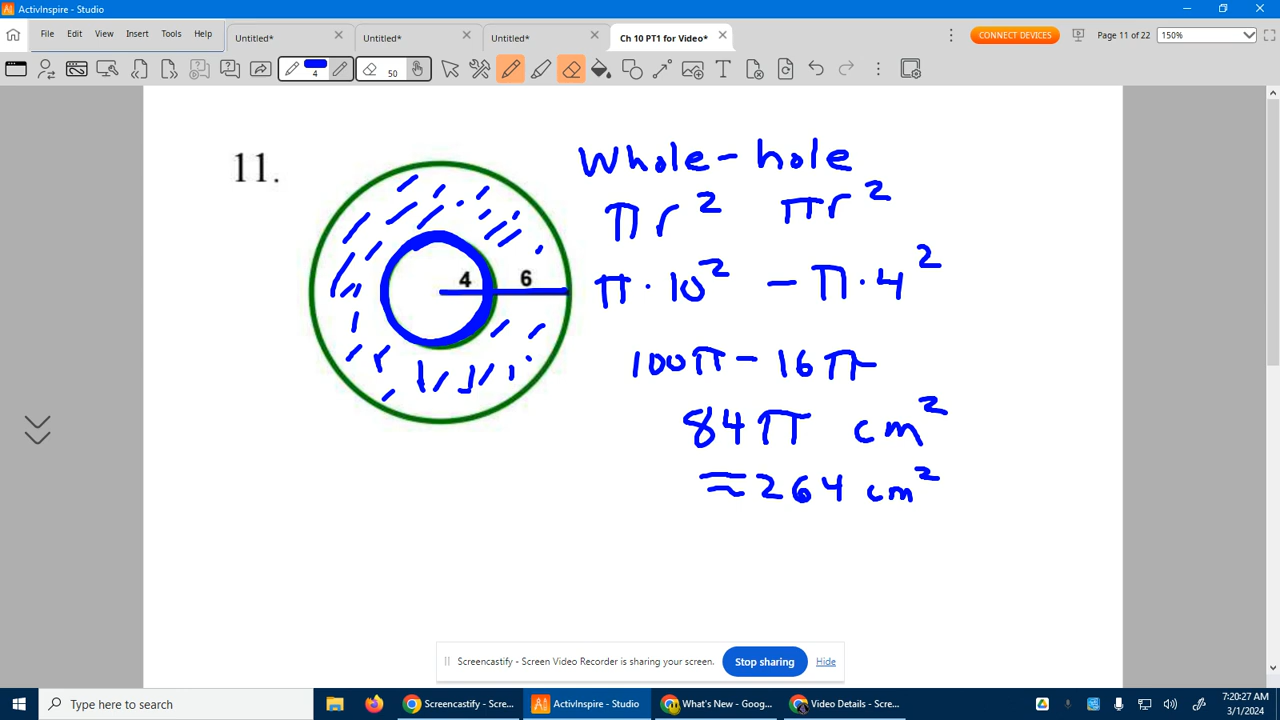 ActivInspire - Studio
File Edit View Insert Tools Help
Untitled* Untitled* Untitled* Ch 10 PT1 for Video*
CONNECT DEVICES
Page 11 of 22
150%
4
50
11.
4 6
Whole - hole
πr² πr²
π · 10² - π · 4²
100π - 16π
84π cm²
≈ 264 cm²
Screencastify - Screen Video Recorder is sharing your screen.
Stop sharing
Hide
Type here to search
Screencastify - Scre...
ActivInspire - Studio
What's New - Goog...
Video Details - Scre...
7:20:27 AM
3/1/2024